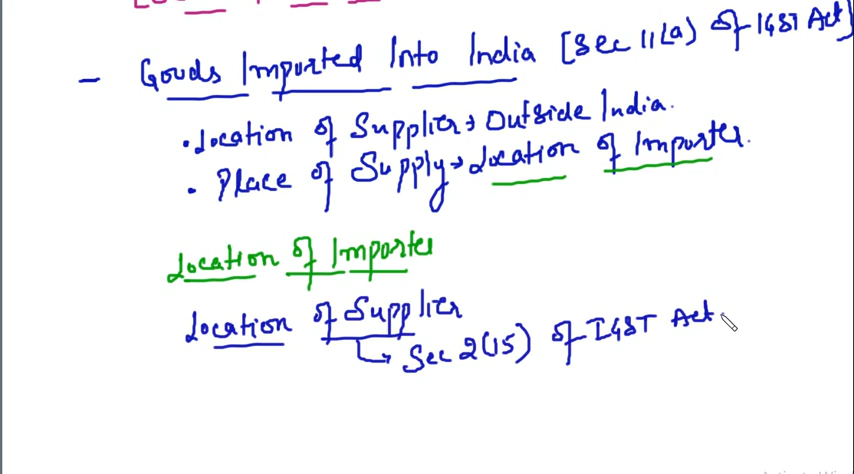 - Goods Imported Into India [Sec 11(a) of IGST Act]
• Location of Supplier → Outside India.
• Place of Supply → Location of Importer.
Location of Importer
Location of Supplier
↳ Sec 2(15) of IGST Act